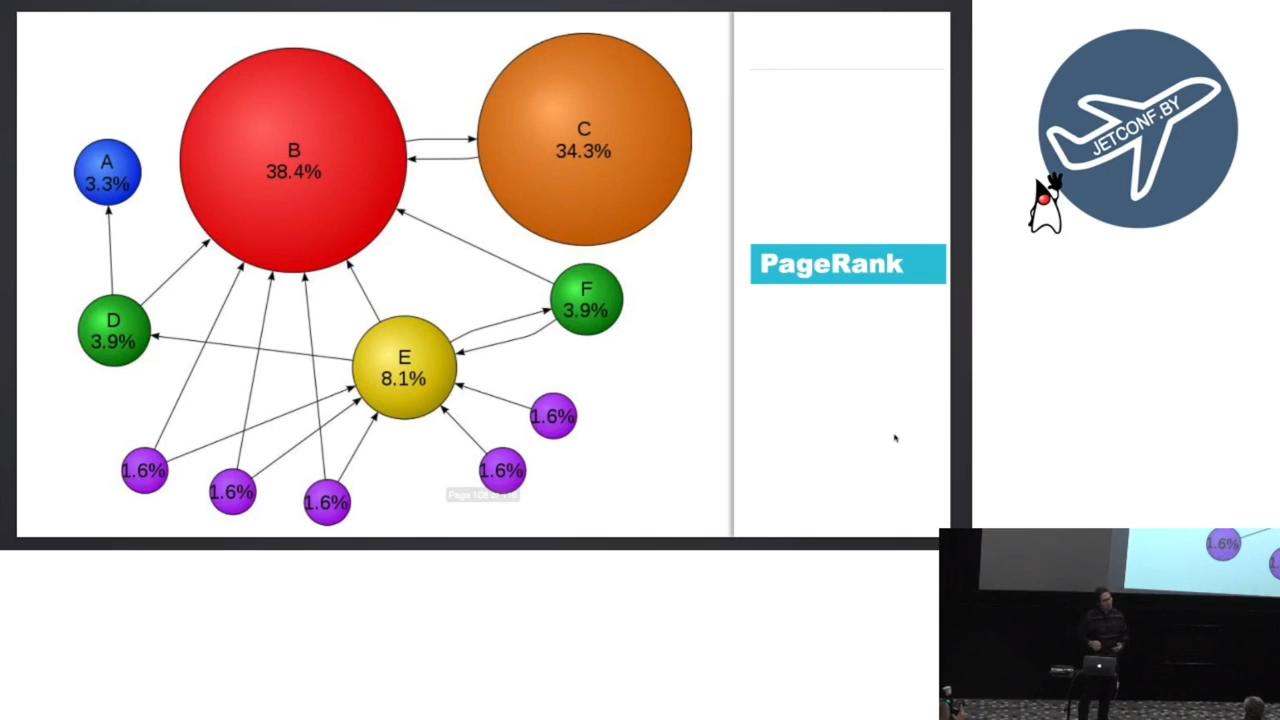 B
38.4%
C
34.3%
A
3.3%
D
3.9%
E
8.1%
F
3.9%
1.6%
1.6%
1.6%
1.6%
1.6%
PageRank
JETCONF.BY
1.6%